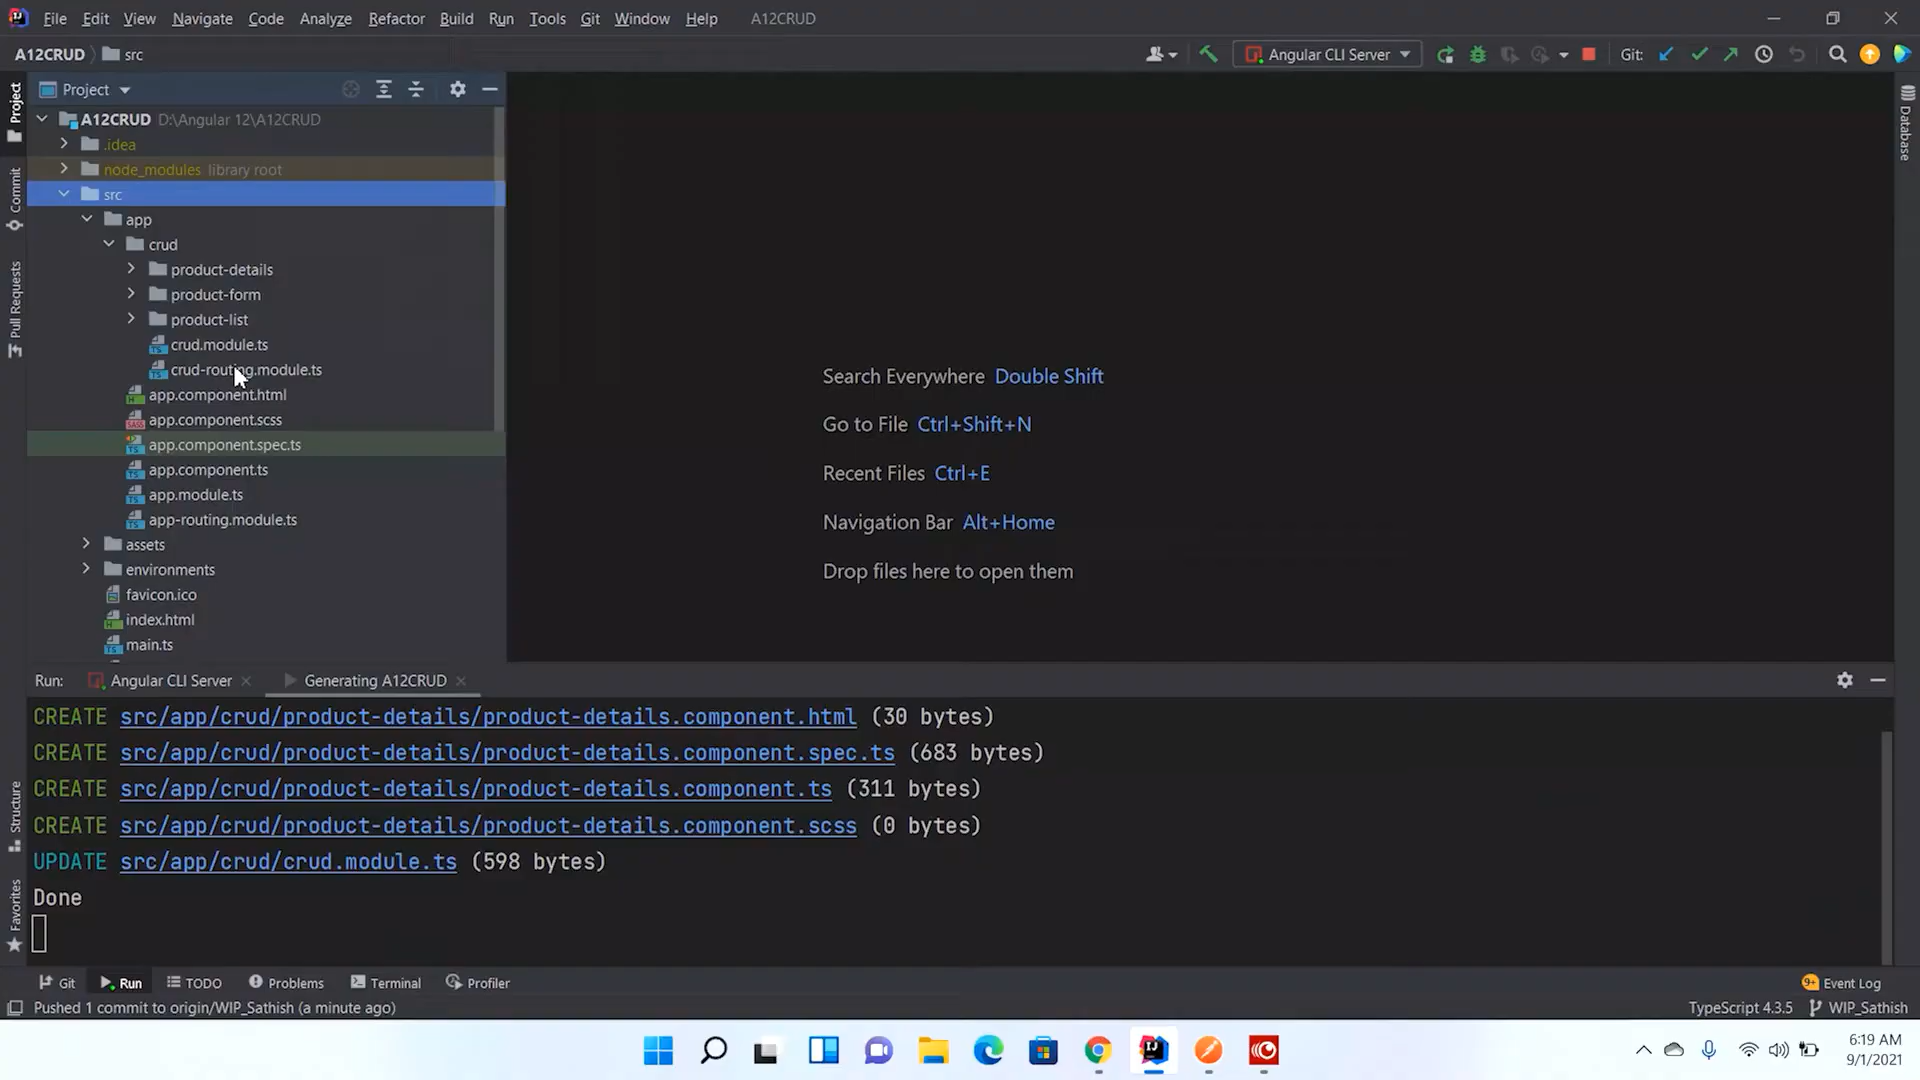 File Edit View Navigate Code Analyze Refactor Build Run Tools Git Window Help A12CRUD
A12CRUD src
Angular CLI Server
Git:
Project
Project
A12CRUD D:\Angular 12\A12CRUD
.idea
node_modules library root
src
app
crud
product-details
product-form
product-list
crud.module.ts
crud-routing.module.ts
app.component.html
app.component.scss
app.component.spec.ts
app.component.ts
app.module.ts
app-routing.module.ts
assets
environments
favicon.ico
index.html
main.ts
Commit
Pull Requests
Structure
Favorites
Database
Search Everywhere Double Shift
Go to File Ctrl+Shift+N
Recent Files Ctrl+E
Navigation Bar Alt+Home
Drop files here to open them
Run: Angular CLI Server Generating A12CRUD
CREATE src/app/crud/product-details/product-details.component.html (30 bytes)
CREATE src/app/crud/product-details/product-details.component.spec.ts (683 bytes)
CREATE src/app/crud/product-details/product-details.component.ts (311 bytes)
CREATE src/app/crud/product-details/product-details.component.scss (0 bytes)
UPDATE src/app/crud/crud.module.ts (598 bytes)
Done
Git Run TODO Problems Terminal Profiler 9+ Event Log
Pushed 1 commit to origin/WIP_Sathish (a minute ago) TypeScript 4.3.5 WIP_Sathish
6:19 AM
9/1/2021